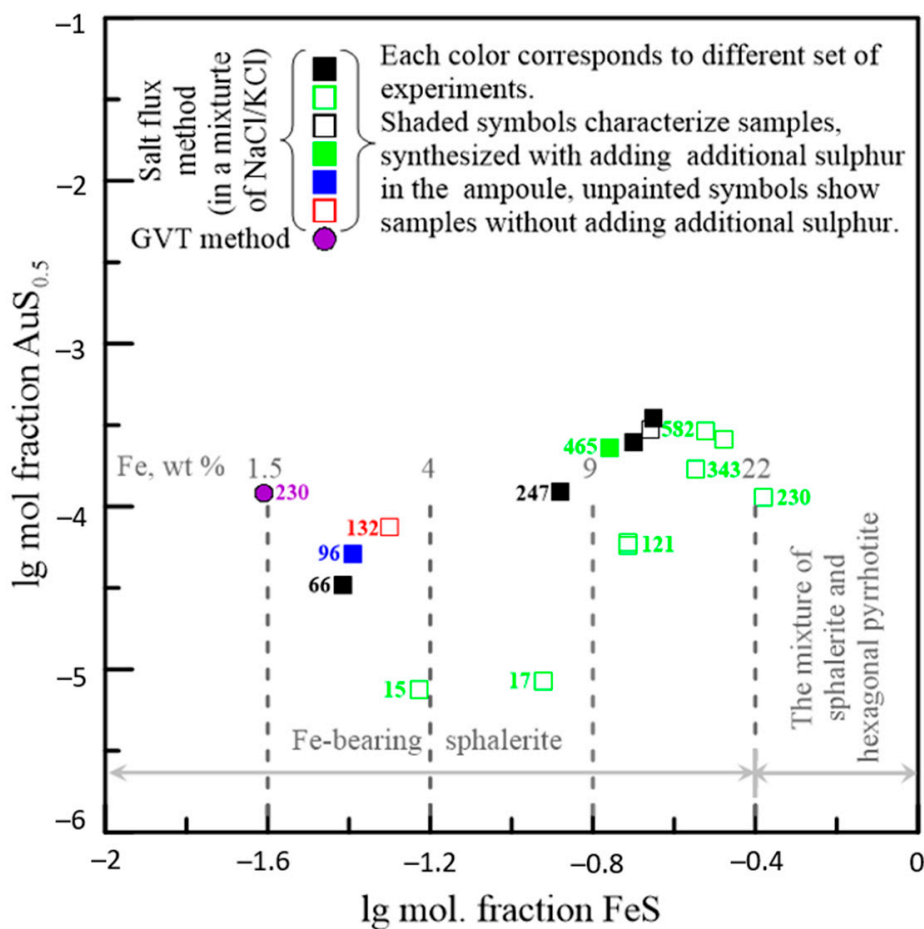 −1
−2
−3
−4
−5
−6
lg mol fraction AuS0.5
Salt flux
method
(in a mixturte
of NaCl/KCl)
GVT method
Each color corresponds to different set of
experiments.
Shaded symbols characterize samples,
synthesized with adding additional sulphur
in the ampoule, unpainted symbols show
samples without adding additional sulphur.
465
582
343
Fe, wt % 1.5 4 9 22
230
247
230
132
96
121
66
15
17
Fe-bearing sphalerite
The mixture of
sphalerite and
hexagonal pyrrhotite
−2 −1.6 −1.2 −0.8 −0.4 0
lg mol. fraction FeS